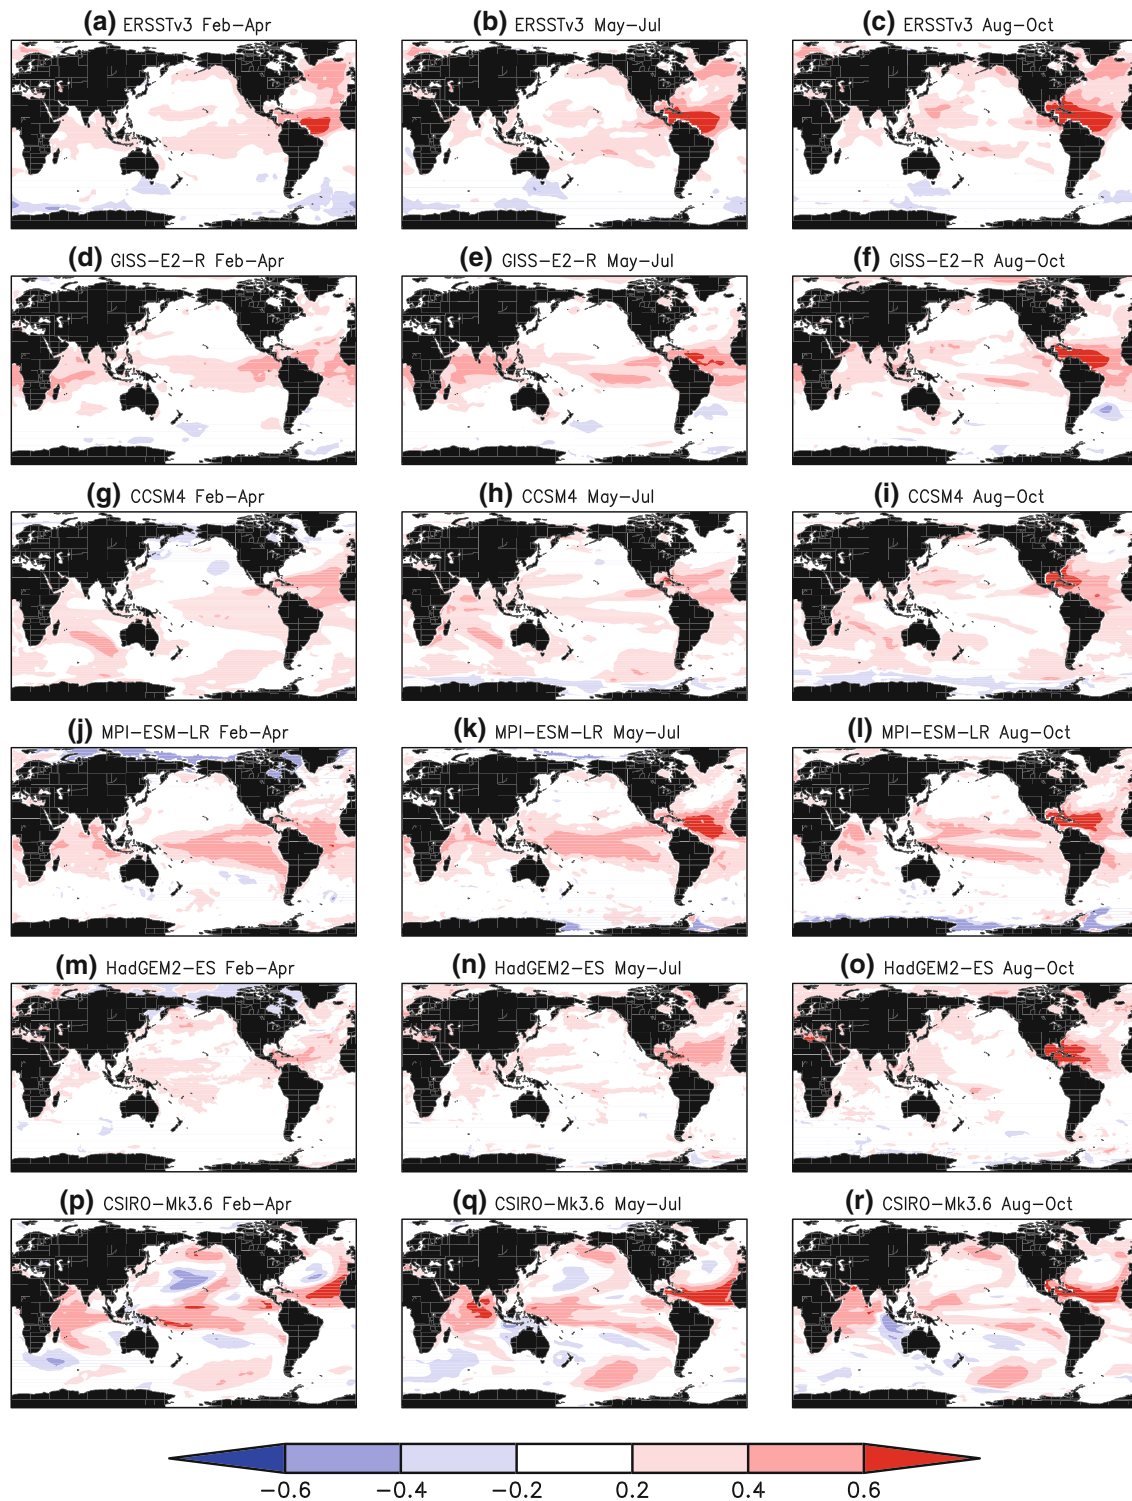 (a) ERSSTv3 Feb-Apr
(b) ERSSTv3 May-Jul
(c) ERSSTv3 Aug-Oct
(d) GISS-E2-R Feb-Apr
(e) GISS-E2-R May-Jul
(f) GISS-E2-R Aug-Oct
(g) CCSM4 Feb-Apr
(h) CCSM4 May-Jul
(i) CCSM4 Aug-Oct
(j) MPI-ESM-LR Feb-Apr
(k) MPI-ESM-LR May-Jul
(l) MPI-ESM-LR Aug-Oct
(m) HadGEM2-ES Feb-Apr
(n) HadGEM2-ES May-Jul
(o) HadGEM2-ES Aug-Oct
(p) CSIRO-Mk3.6 Feb-Apr
(q) CSIRO-Mk3.6 May-Jul
(r) CSIRO-Mk3.6 Aug-Oct
-0.6 -0.4 -0.2 0.2 0.4 0.6